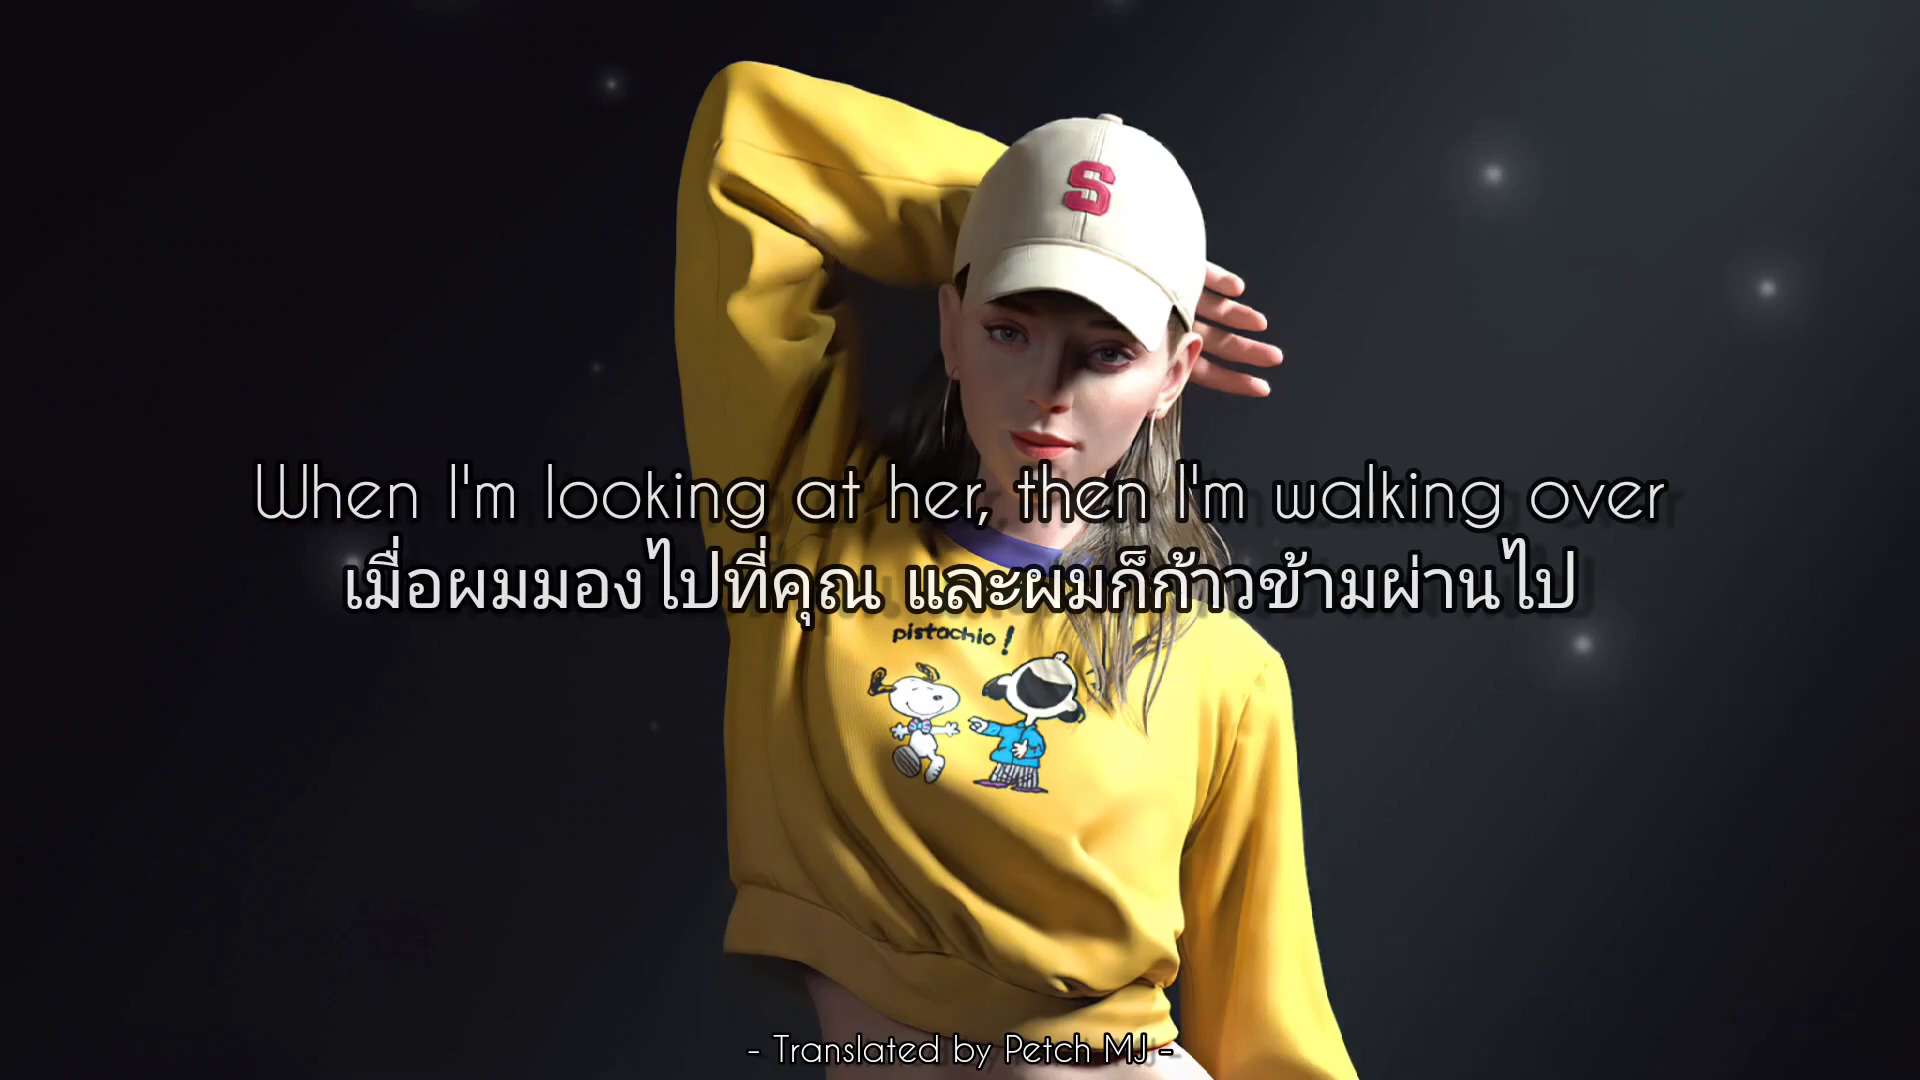 S
When I'm looking at her, then I'm walking over
เมื่อผมมองไปที่คุณ และผมก็ก้าวข้ามผ่านไป
pistachio!
- Translated by Petch MJ -